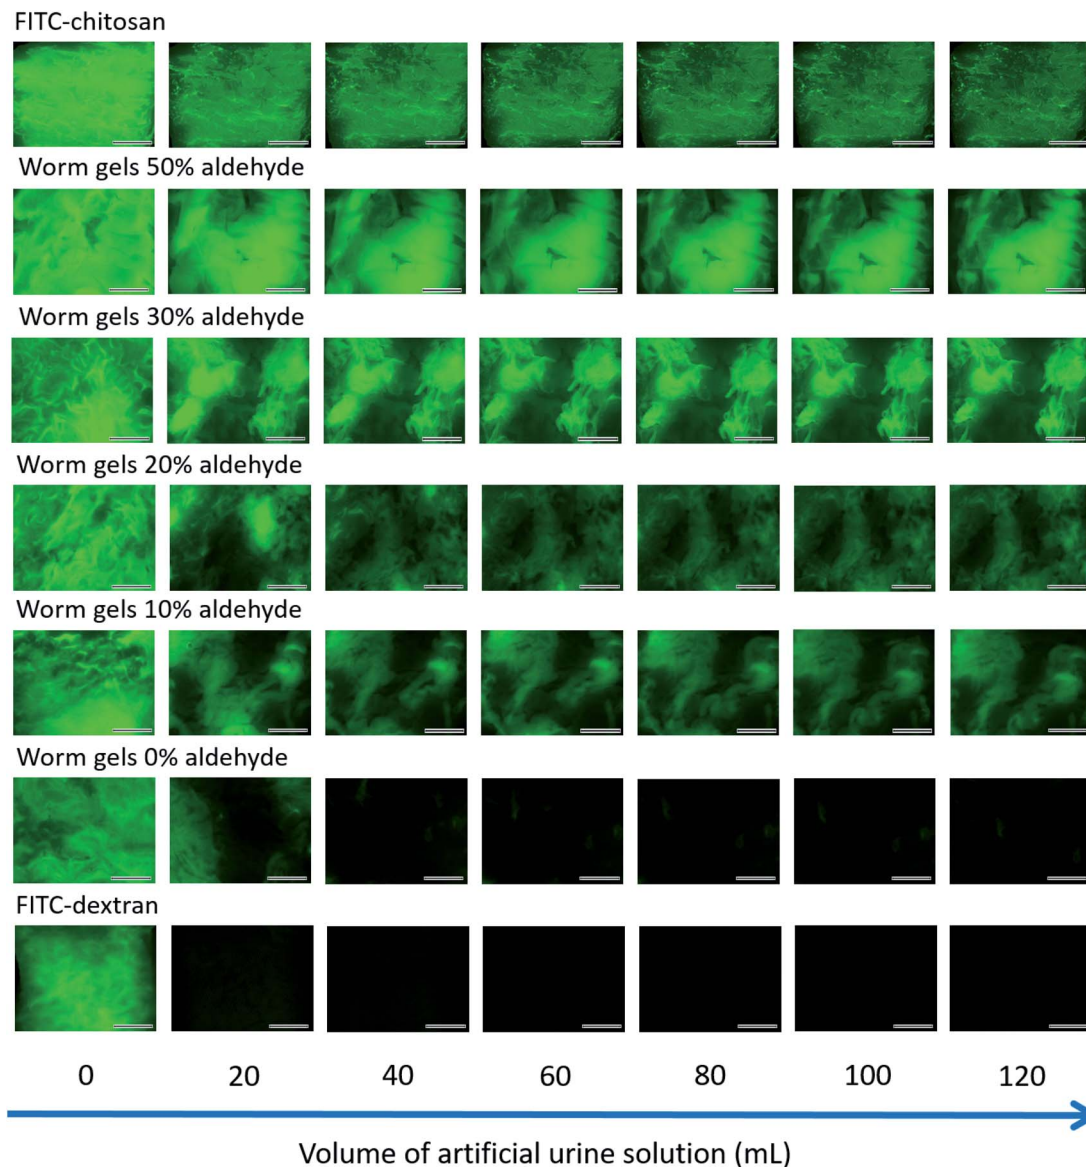 FITC-chitosan
Worm gels 50% aldehyde
Worm gels 30% aldehyde
Worm gels 20% aldehyde
Worm gels 10% aldehyde
Worm gels 0% aldehyde
FITC-dextran
0 20 40 60 80 100 120
Volume of artificial urine solution (mL)